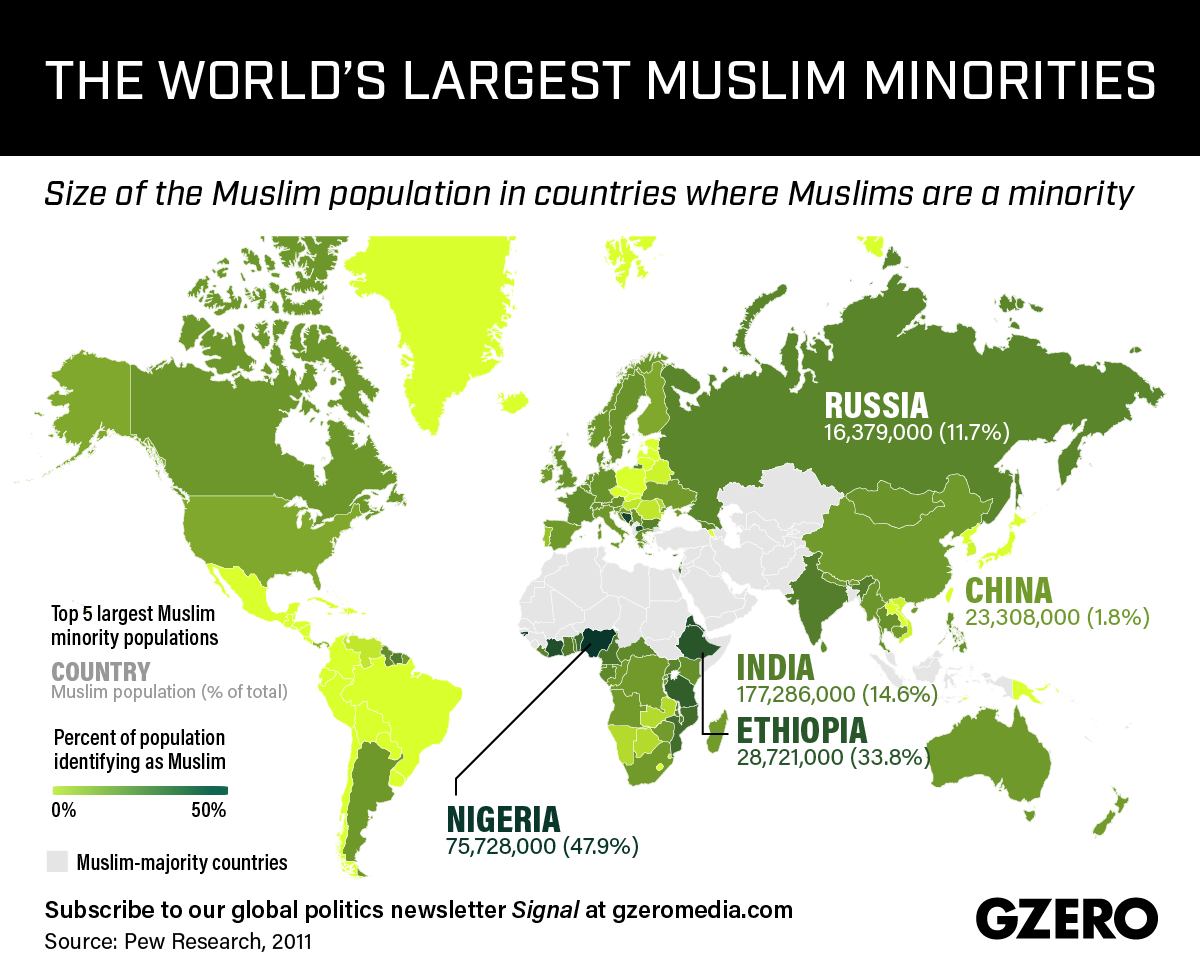 THE WORLD'S LARGEST MUSLIM MINORITIES
Size of the Muslim population in countries where Muslims are a minority
RUSSIA
16,379,000 (11.7%)
CHINA
23,308,000 (1.8%)
INDIA
177,286,000 (14.6%)
ETHIOPIA
28,721,000 (33.8%)
NIGERIA
75,728,000 (47.9%)
Top 5 largest Muslim
minority populations
COUNTRY
Muslim population (% of total)
Percent of population
identifying as Muslim
0% 50%
Muslim-majority countries
Subscribe to our global politics newsletter Signal at gzeromedia.com
Source: Pew Research, 2011
GZERO